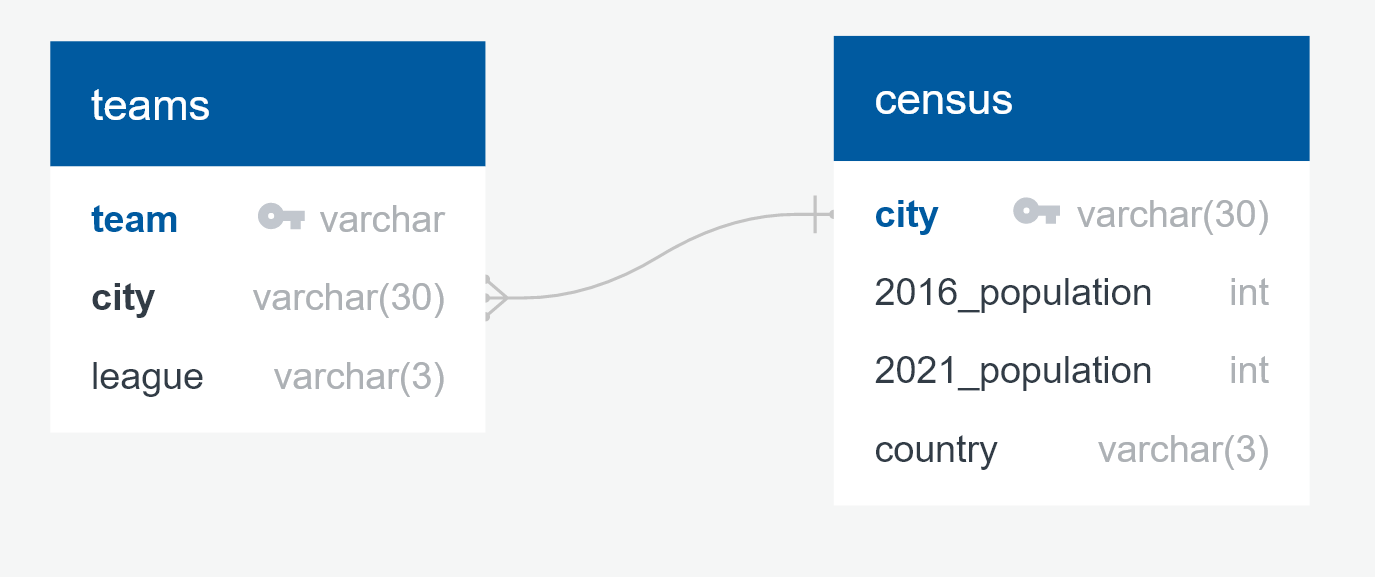 teams
team varchar
city varchar(30)
league varchar(3)
census
city varchar(30)
2016_population int
2021_population int
country varchar(3)